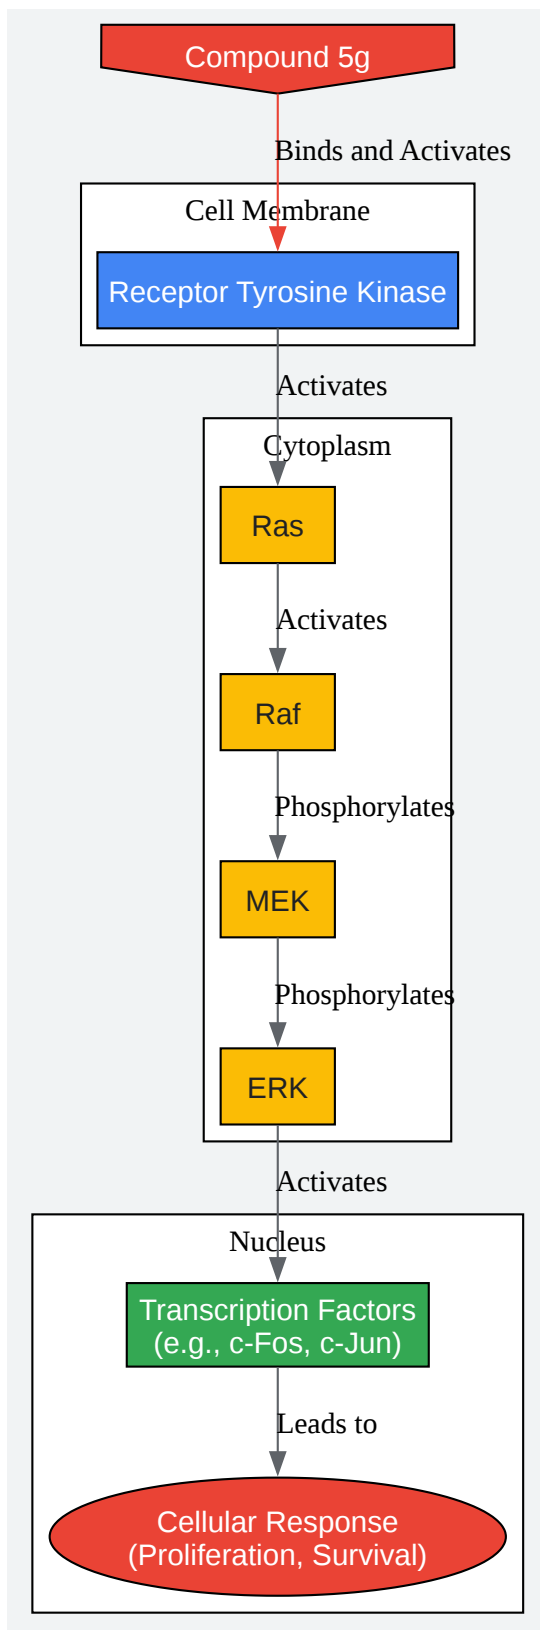 Compound 5g
Binds and Activates
Cell Membrane
Receptor Tyrosine Kinase
Activates
Cytoplasm
Ras
Activates
Raf
Phosphorylates
MEK
Phosphorylates
ERK
Activates
Nucleus
Transcription Factors
(e.g., c-Fos, c-Jun)
Leads to
Cellular Response
(Proliferation, Survival)